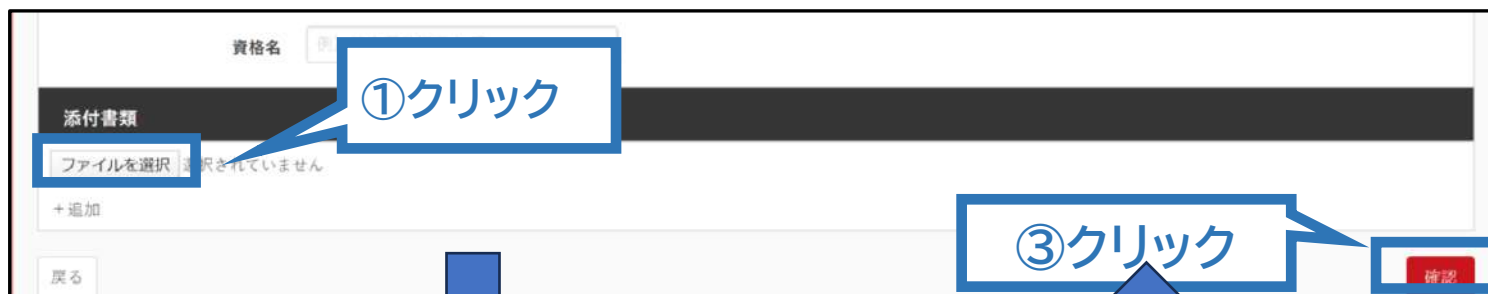 資格名
①クリック
添付書類
ファイルを選択 選択されていません
+追加
③クリック
戻る
確認